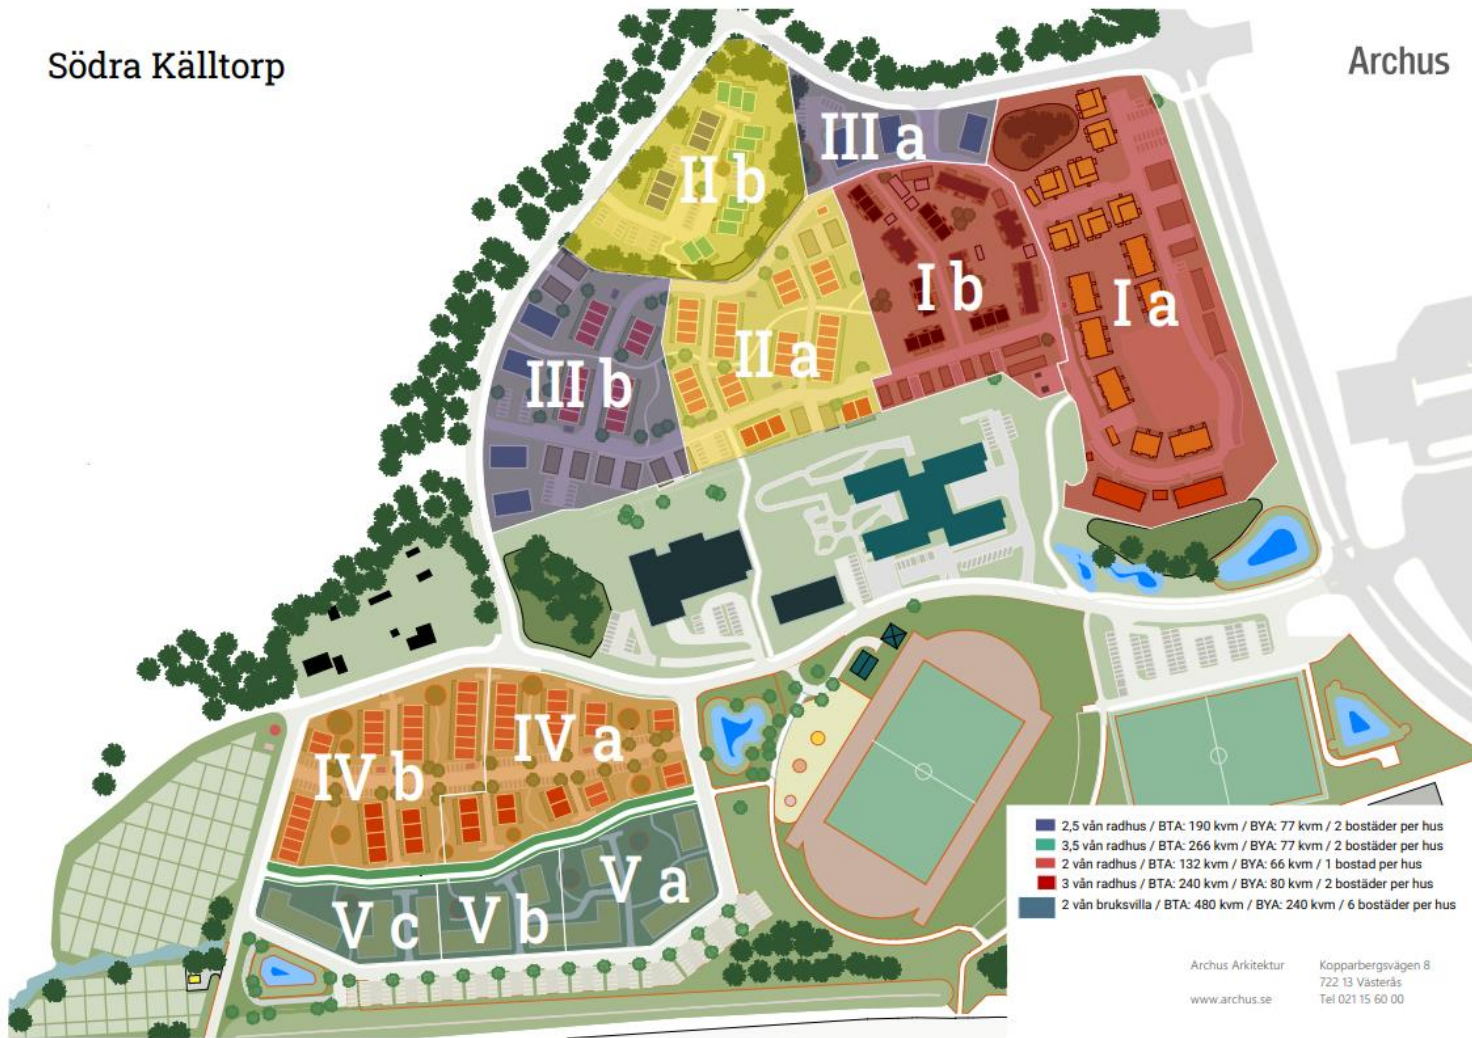 Södra Källtorp
Archus
III a
II b
I b
I a
II a
III b
IV a
IV b
V a
V b
V c
2,5 vån radhus / BTA: 190 kvm / BYA: 77 kvm / 2 bostäder per hus
3,5 vån radhus / BTA: 266 kvm / BYA: 77 kvm / 2 bostäder per hus
2 vån radhus / BTA: 132 kvm / BYA: 66 kvm / 1 bostad per hus
3 vån radhus / BTA: 240 kvm / BYA: 80 kvm / 2 bostäder per hus
2 vån bruksvilla / BTA: 480 kvm / BYA: 240 kvm / 6 bostäder per hus
Archus Arkitektur
www.archus.se
Kopparbergsvägen 8
722 13 Västerås
Tel 021 15 60 00